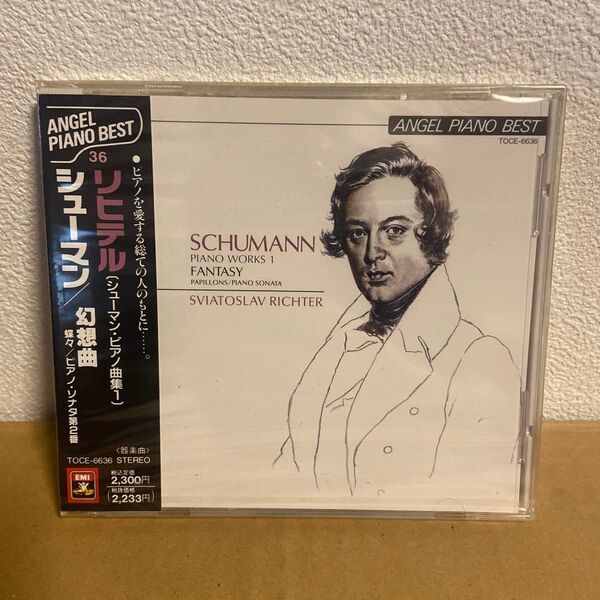 ANGEL
PIANO BEST
36
リヒテル
〔シューマン・ピアノ曲集1〕
シューマン/幻想曲
蝶々/ピアノ・ソナタ第2番
●ピアノを愛する総ての人のもとに……。
〈器楽曲〉
TOCE-6636 STEREO
EMI
税込定価
2,300円
税抜価格
2,233円
ANGEL PIANO BEST
TOCE-6636
SCHUMANN
PIANO WORKS 1
FANTASY
PAPILLONS/PIANO SONATA
SVIATOSLAV RICHTER